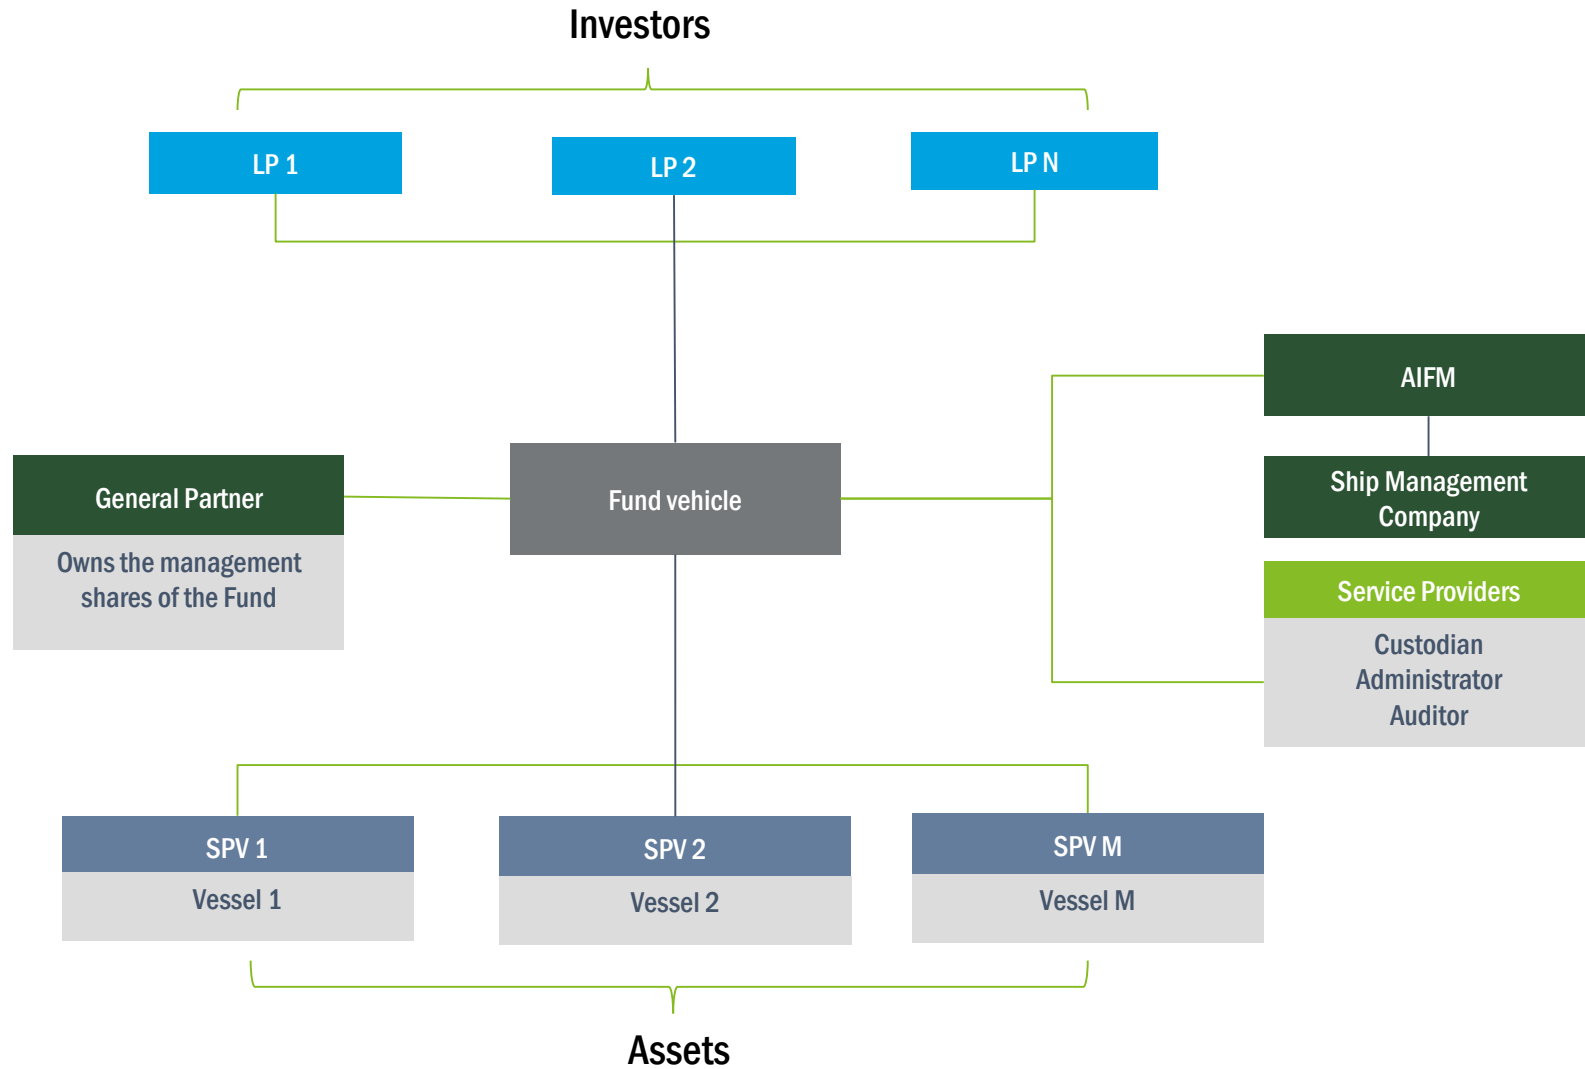 Investors
LP 1
LP 2
LP N
AIFM
General Partner
Owns the management
shares of the Fund
Fund vehicle
Ship Management
Company
Service Providers
Custodian
Administrator
Auditor
SPV 1
Vessel 1
SPV 2
Vessel 2
SPV M
Vessel M
Assets